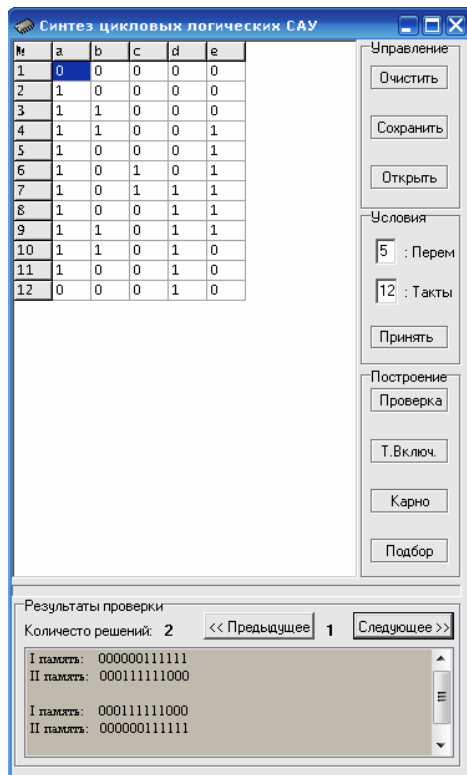 Синтез цикловых логических САУ
№ a b c d e
1 0 0 0 0 0
2 1 0 0 0 0
3 1 1 0 0 0
4 1 1 0 0 1
5 1 0 0 0 1
6 1 0 1 0 1
7 1 0 1 1 1
8 1 0 0 1 1
9 1 1 0 1 1
10 1 1 0 1 0
11 1 0 0 1 0
12 0 0 0 1 0
Управление
Очистить
Сохранить
Открыть
Условия
5 : Перем
12 : Такты
Принять
Построение
Проверка
Т.Включ.
Карно
Подбор
Результаты проверки
Количесто решений: 2 << Предыдущее 1 Следующее >>
I память: 000000111111
II память: 000111111000
I память: 000111111000
II память: 000000111111